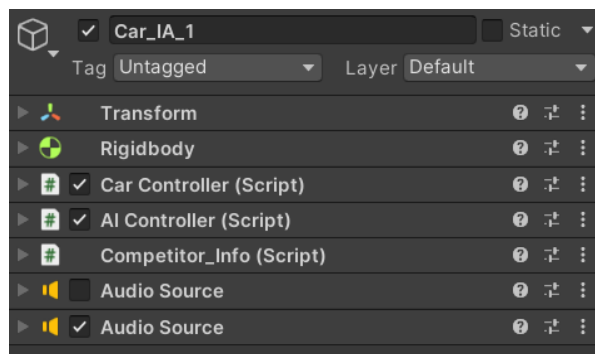 Car_IA_1 Static
Tag Untagged Layer Default
Transform
Rigidbody
# Car Controller (Script)
# AI Controller (Script)
# Competitor_Info (Script)
Audio Source
Audio Source